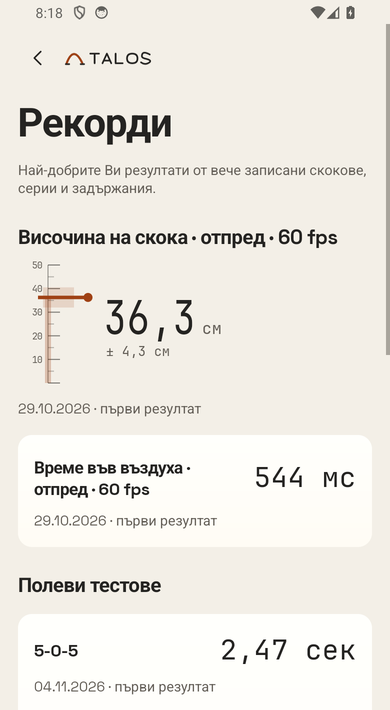 8:18
TALOS
Рекорди
Най-добрите Ви резултати от вече записани скокове,
серии и задържания.
Височина на скока · отпред · 60 fps
50
40
30
20
10
36,3 см
± 4,3 см
29.10.2026 · първи резултат
Време във въздуха ·
отпред · 60 fps
544 мс
29.10.2026 · първи резултат
Полеви тестове
5-0-5
2,47 сек
04.11.2026 · първи резултат